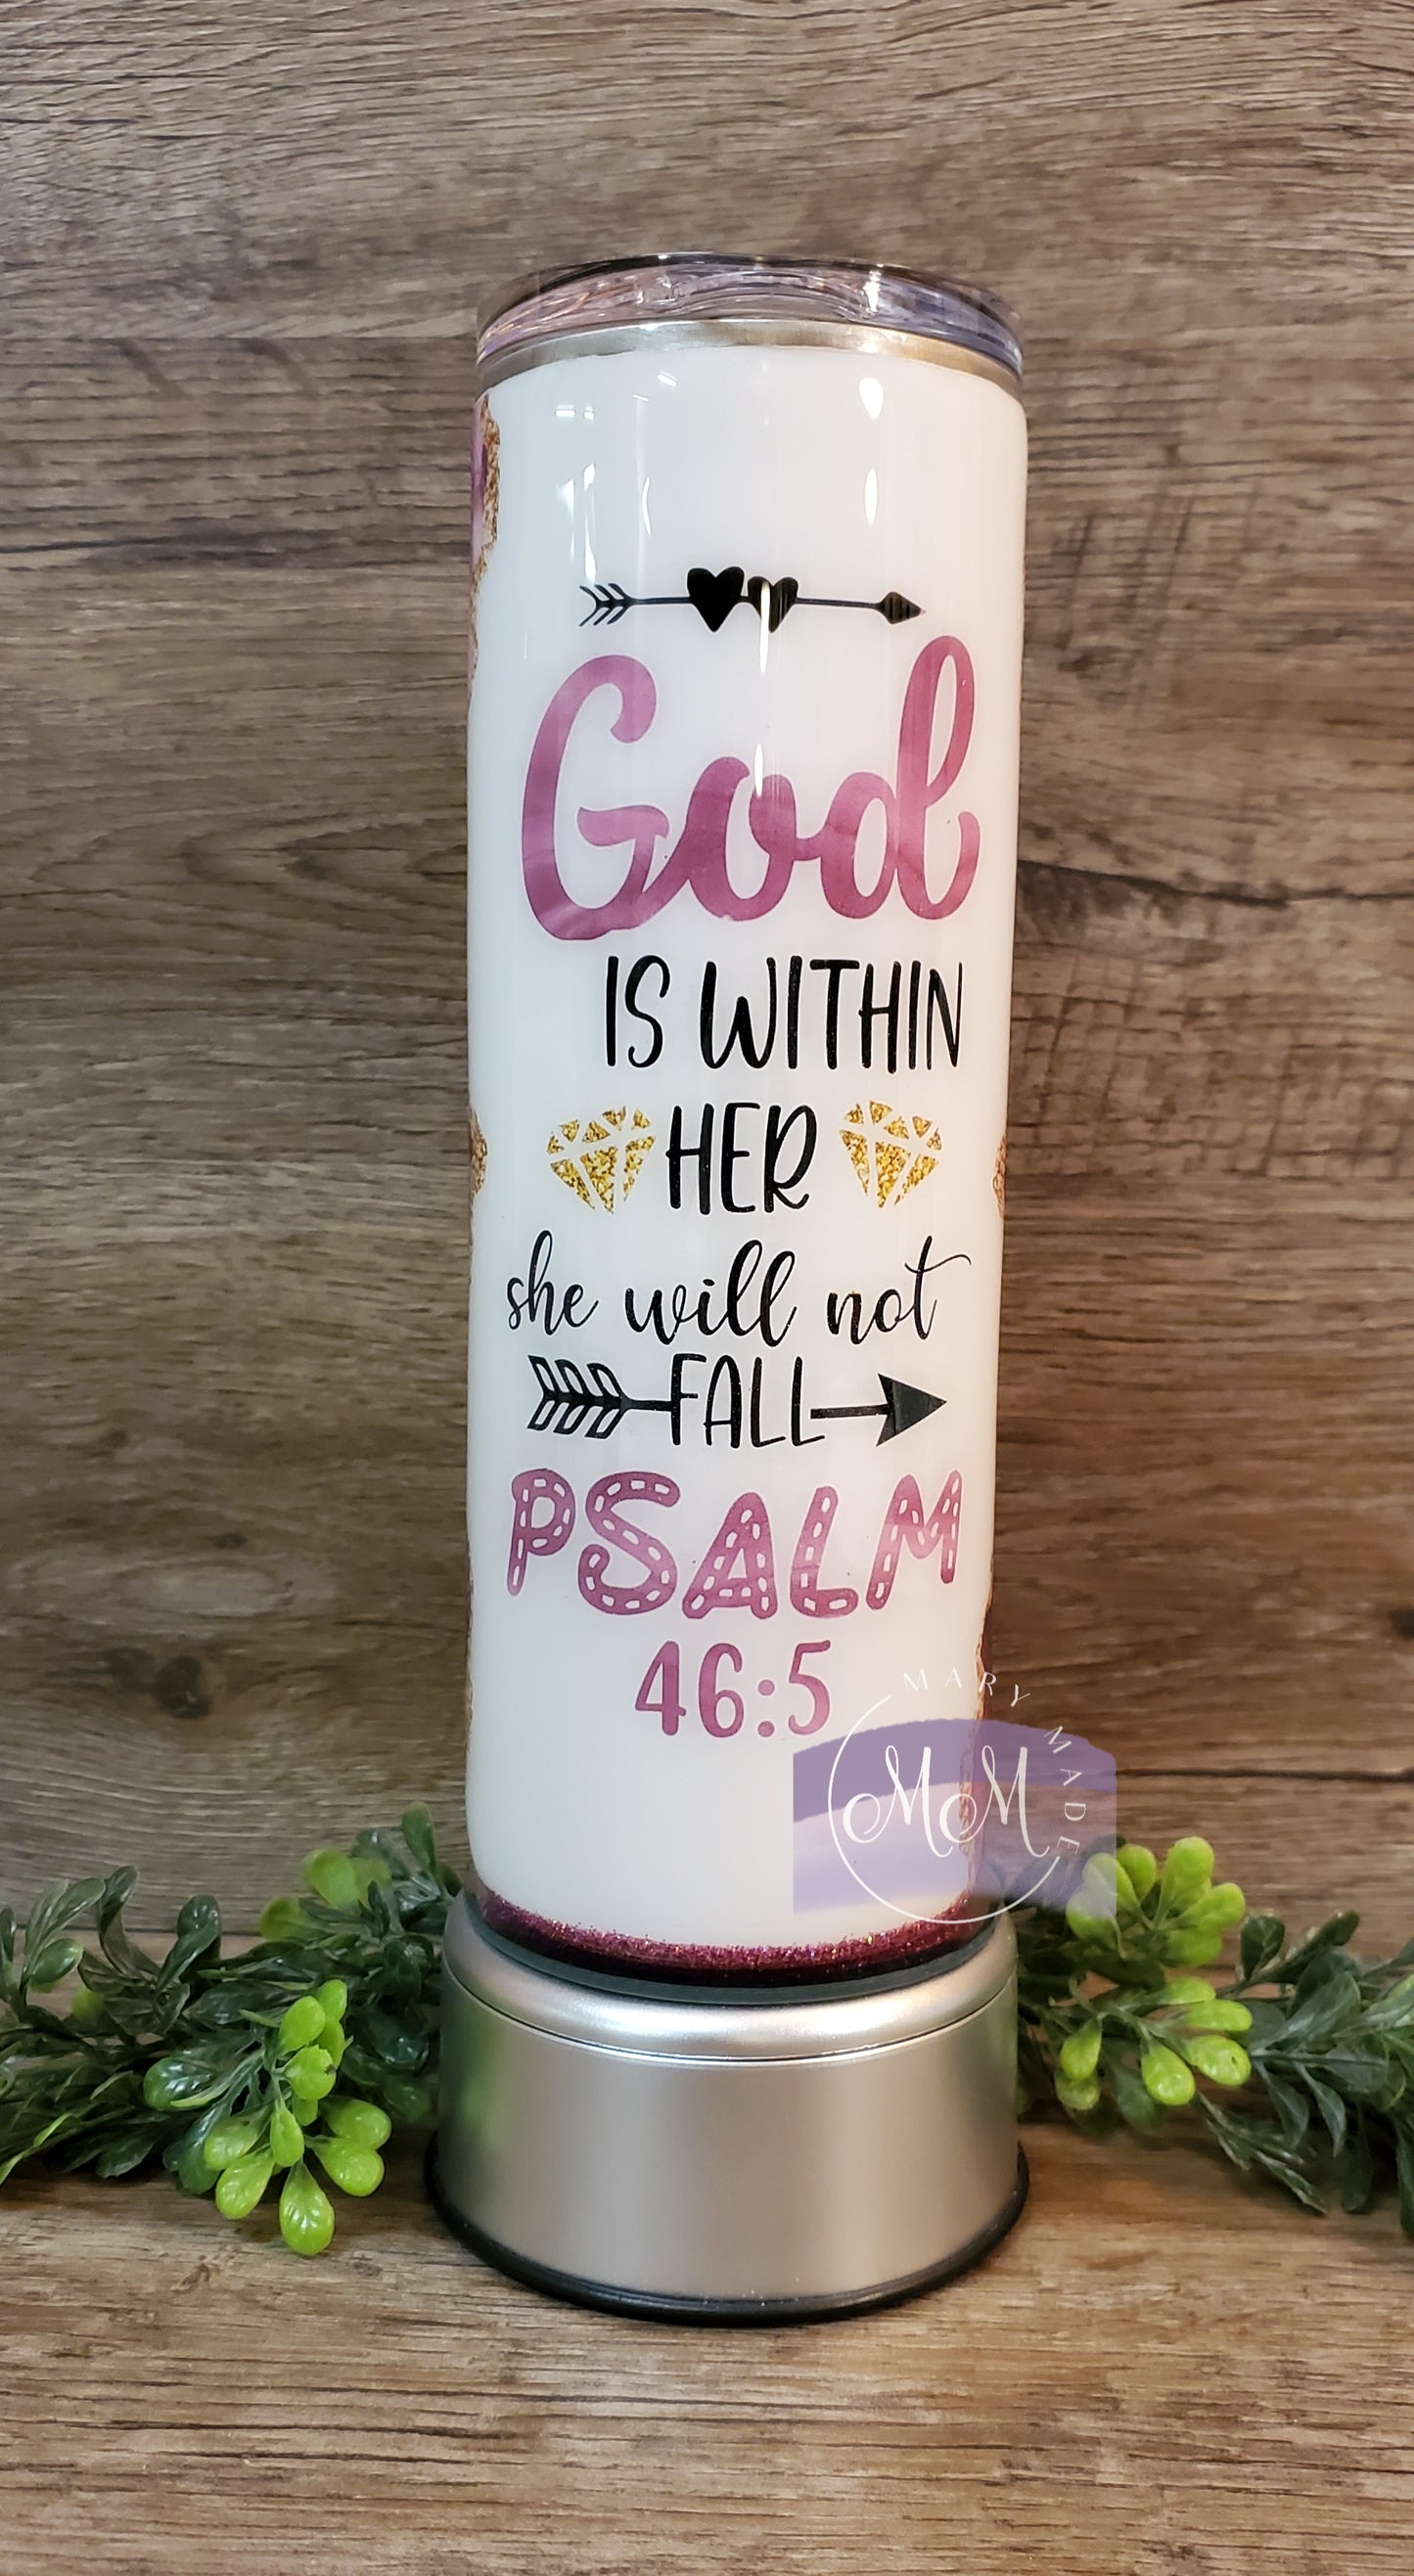 God
IS WITHIN
HER
she will not
FALL
PSALM
46:5
MARY MADE
MM